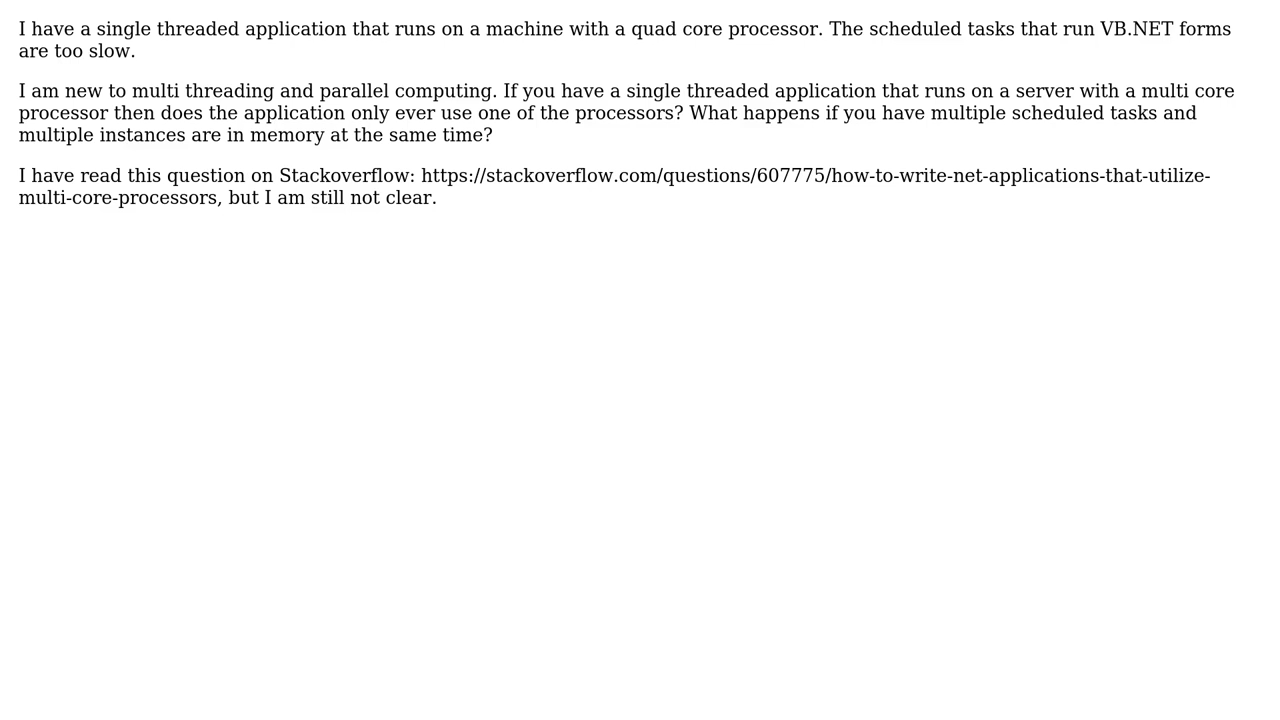 I have a single threaded application that runs on a machine with a quad core processor. The scheduled tasks that run VB.NET forms
are too slow.
I am new to multi threading and parallel computing. If you have a single threaded application that runs on a server with a multi core
processor then does the application only ever use one of the processors? What happens if you have multiple scheduled tasks and
multiple instances are in memory at the same time?
I have read this question on Stackoverflow: https://stackoverflow.com/questions/607775/how-to-write-net-applications-that-utilize-
multi-core-processors, but I am still not clear.